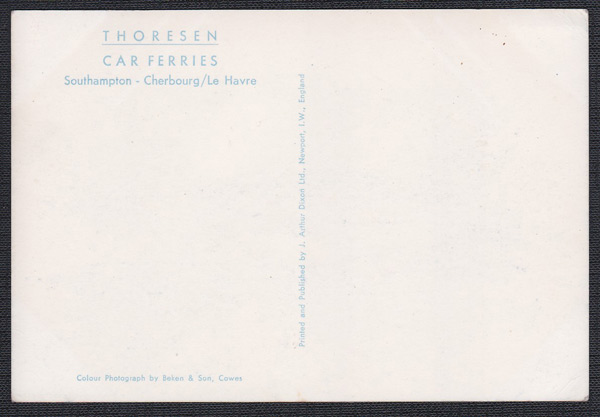 THORESEN
CAR FERRIES
Southampton - Cherbourg/Le Havre
Printed and Published by J. Arthur Dixon Ltd., Newport, I.W., England
Colour Photograph by Beken & Son, Cowes